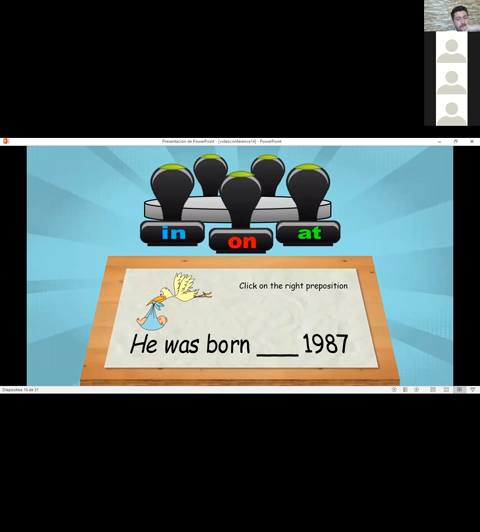 Presentación de PowerPoint - [videoconference14] - PowerPoint
in
on
at
Click on the right preposition
He was born ___ 1987
Diapositiva 16 de 31